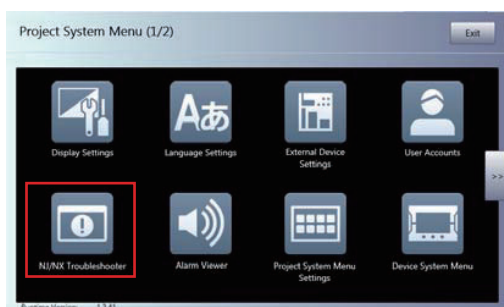 Project System Menu (1/2)
Exit
Aあ
Display Settings
Language Settings
External Device
Settings
User Accounts
>>
NJ/NX Troubleshooter
Alarm Viewer
Project System Menu
Settings
Device System Menu